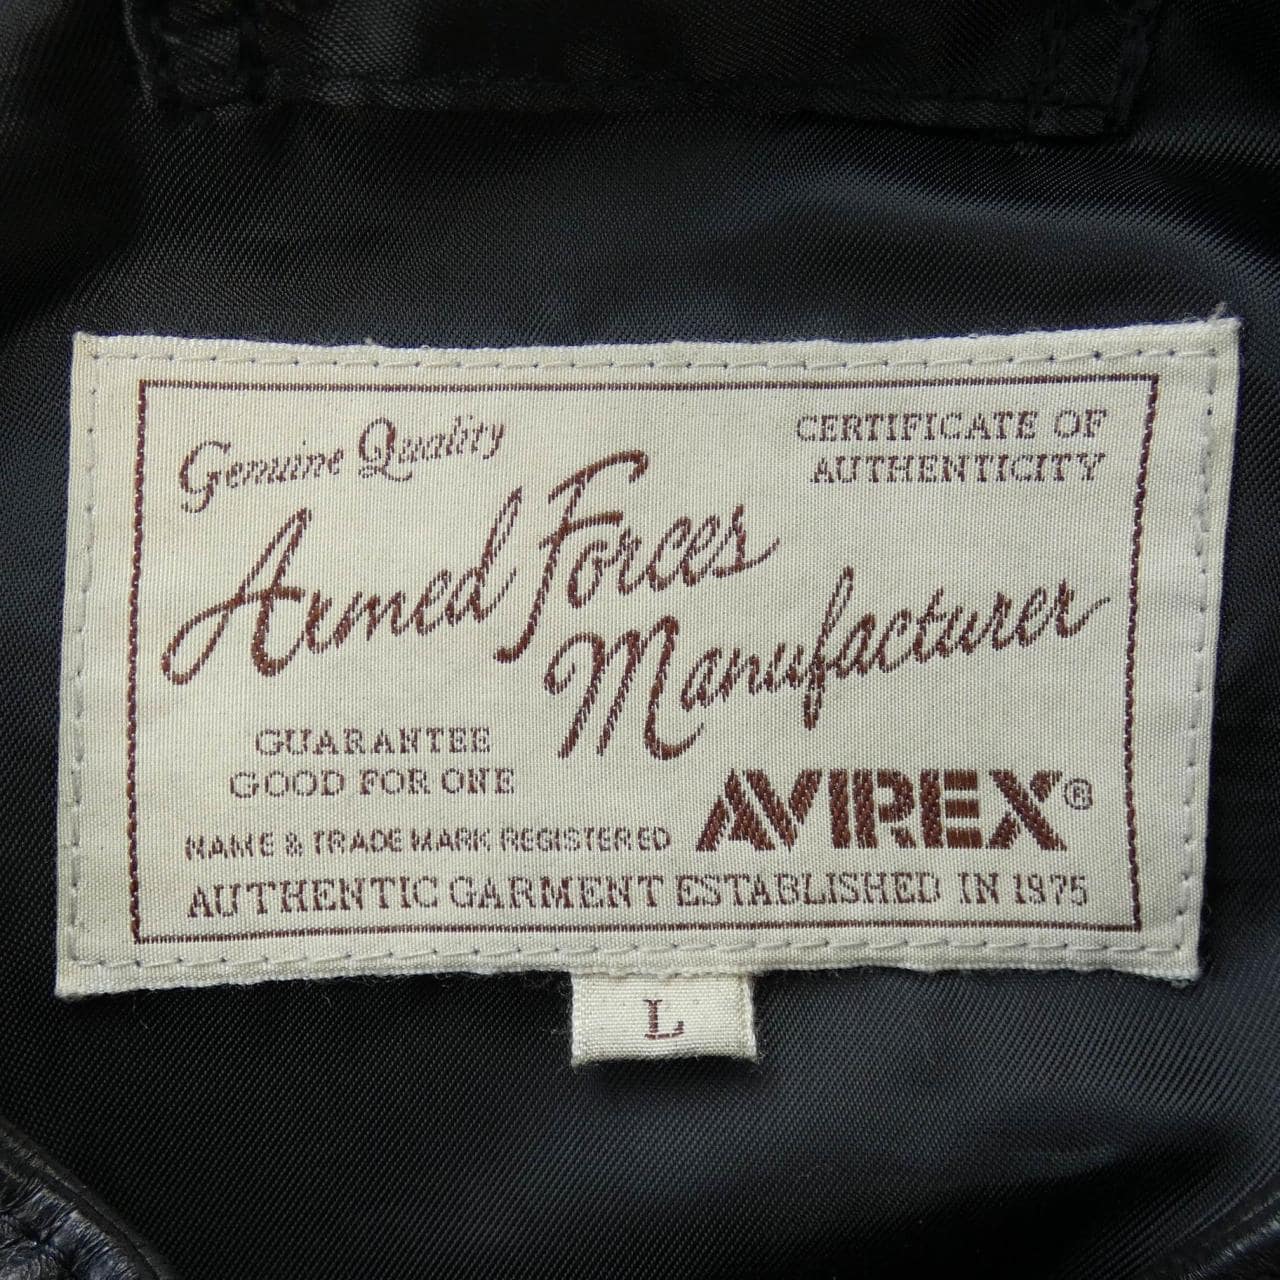 Genuine Quality
CERTIFICATE OF
AUTHENTICITY
Armed Forces
Manufacturer
GUARANTEE
GOOD FOR ONE
AVIREX®
NAME & TRADE MARK REGISTERED
AUTHENTIC GARMENT ESTABLISHED IN 1975
L